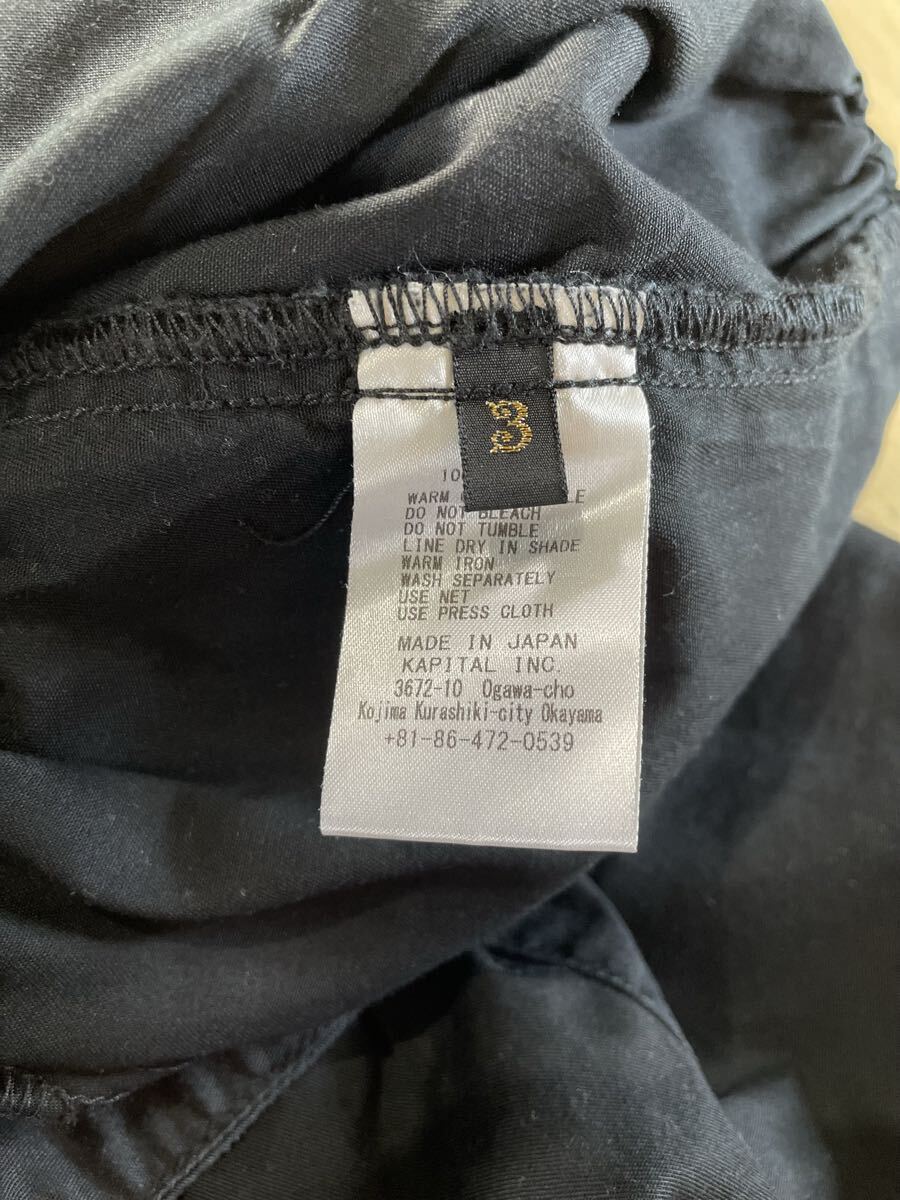 3
10
WARM
DO NOT BLEACH
DO NOT TUMBLE
LINE DRY IN SHADE
WARM IRON
WASH SEPARATELY
USE NET
USE PRESS CLOTH
MADE IN JAPAN
KAPITAL INC.
3672-10 Ogawa-cho
Kojima Kurashiki-city Okayama
+81-86-472-0539